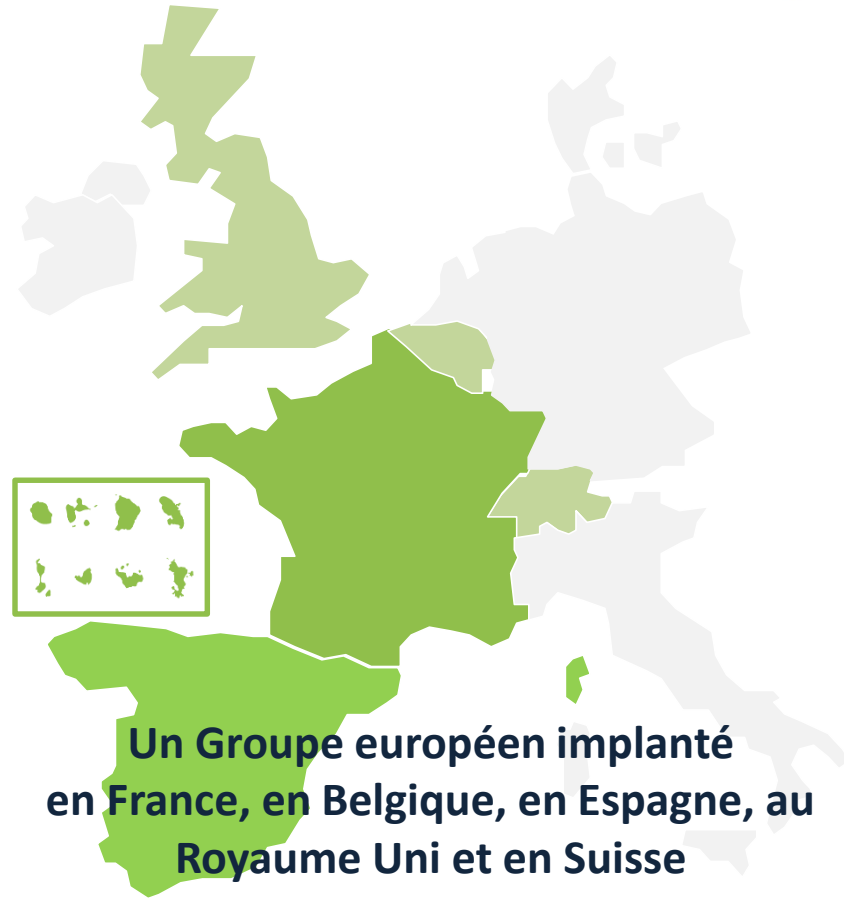 Un Groupe européen implanté
en France, en Belgique, en Espagne, au
Royaume Uni et en Suisse